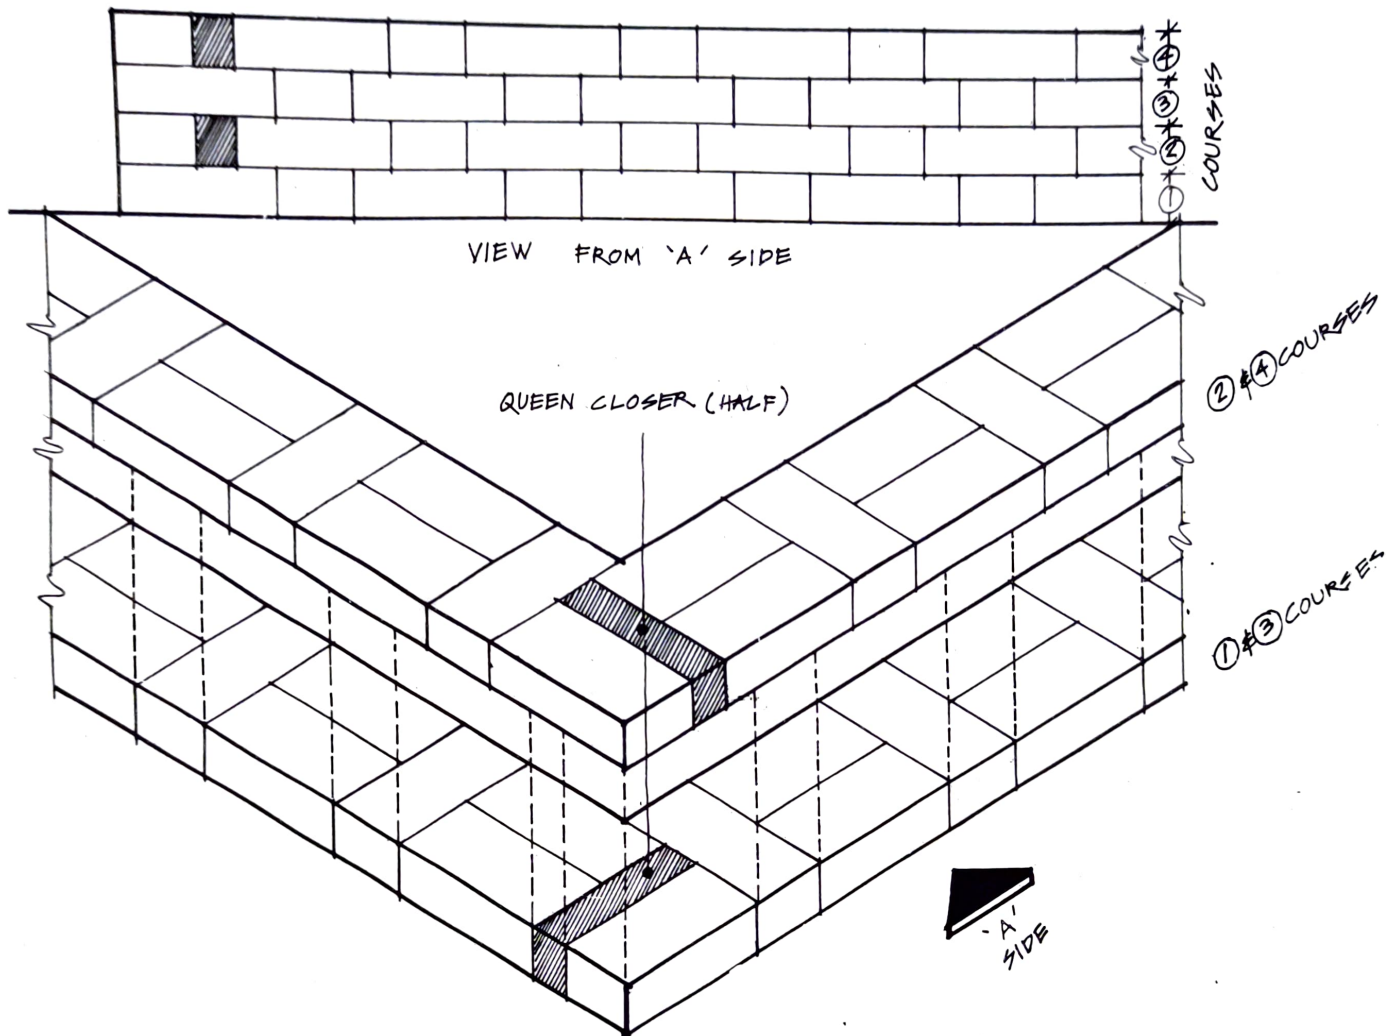 ④
③
②
①
COURSES
VIEW FROM 'A' SIDE
QUEEN CLOSER (HALF)
② & ④ COURSES
① & ③ COURSES
'A'
SIDE